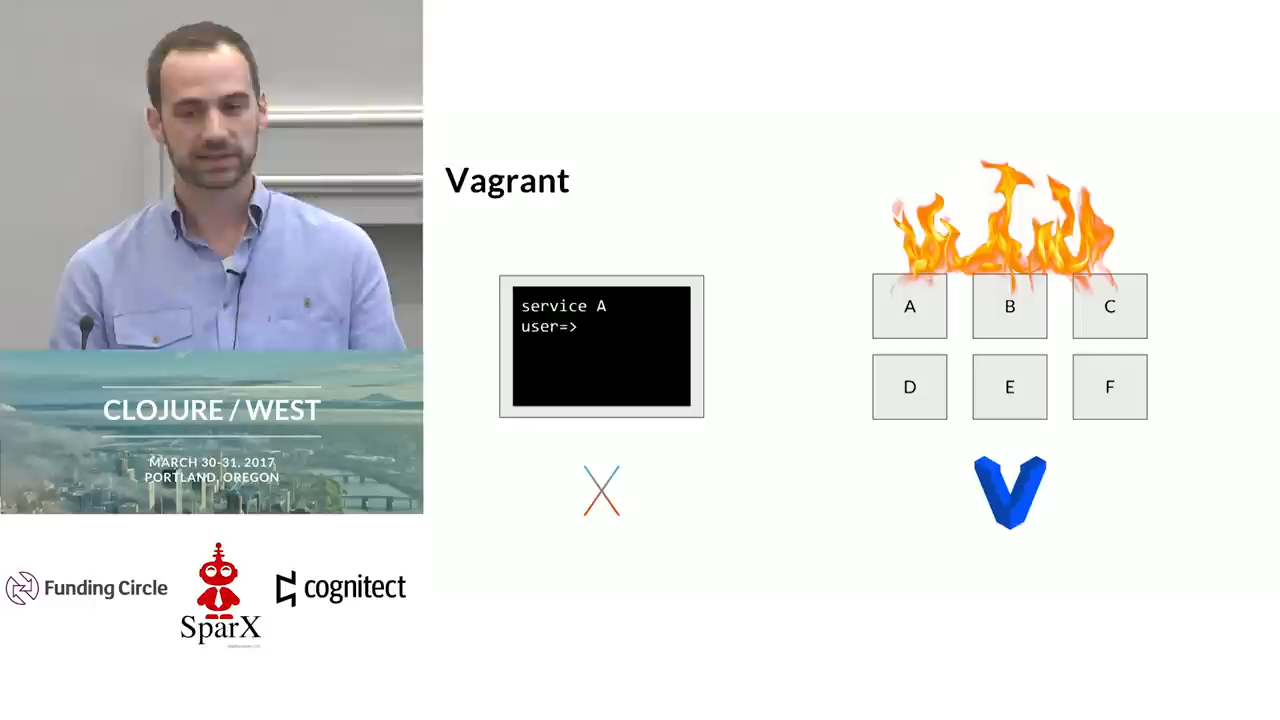 Vagrant
service A
user=>
A
B
C
D
E
F
CLOJURE / WEST
MARCH 30-31, 2017
PORTLAND, OREGON
Funding Circle
SparX
cognitect